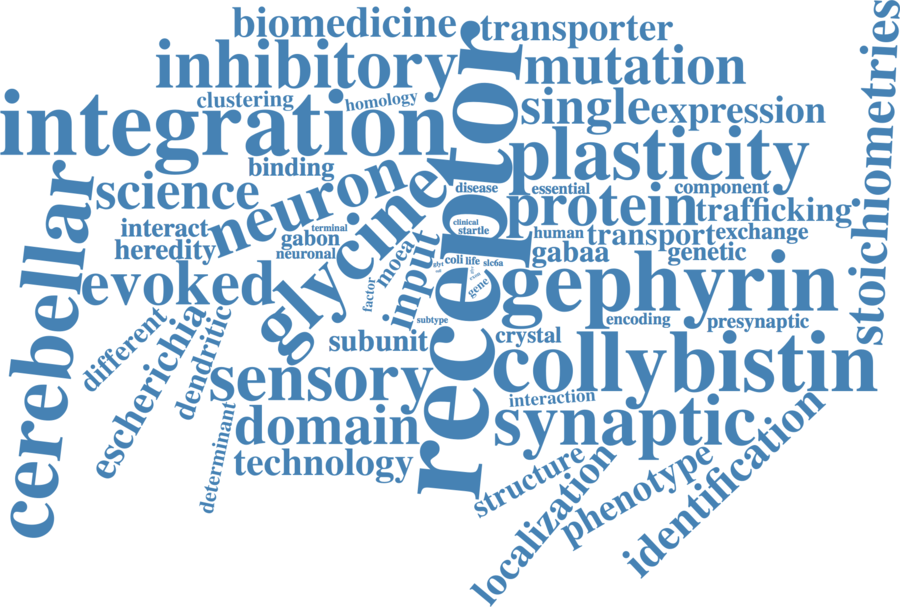 biomedicine
transporter
stoichiometries
inhibitory
mutation
receptor
clustering
homology
single
expression
integration
plasticity
binding
neuron
glycine
disease
essential
component
science
cerebellar
protein
trafficking
interact
terminal
gabon
clinical
startle
human
transport
exchange
heredity
neuronal
moea
input
gabaa
genetic
evoked
coli
life
slc6a
glyt
gene
factor
gephyrin
subtype
encoding
presynaptic
different
escherichia
dendritic
subunit
crystal
collybistin
sensory
interaction
determinant
domain
synaptic
technology
structure
localization
phenotype
identification